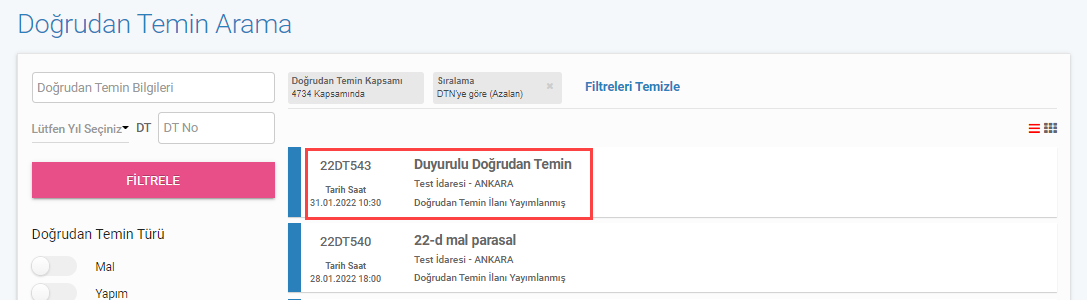 Doğrudan Temin Arama
Doğrudan Temin Bilgileri
Lütfen Yıl Seçiniz DT DT No
FİLTRELE
Doğrudan Temin Türü
Mal
Yapım
Doğrudan Temin Kapsamı
4734 Kapsamında
Sıralama
DTN'ye göre (Azalan)
Filtreleri Temizle
22DT543
Tarih Saat
31.01.2022 10:30
Duyurulu Doğrudan Temin
Test İdaresi - ANKARA
Doğrudan Temin İlanı Yayımlanmış
22DT540
Tarih Saat
28.01.2022 18:00
22-d mal parasal
Test İdaresi - ANKARA
Doğrudan Temin İlanı Yayımlanmış